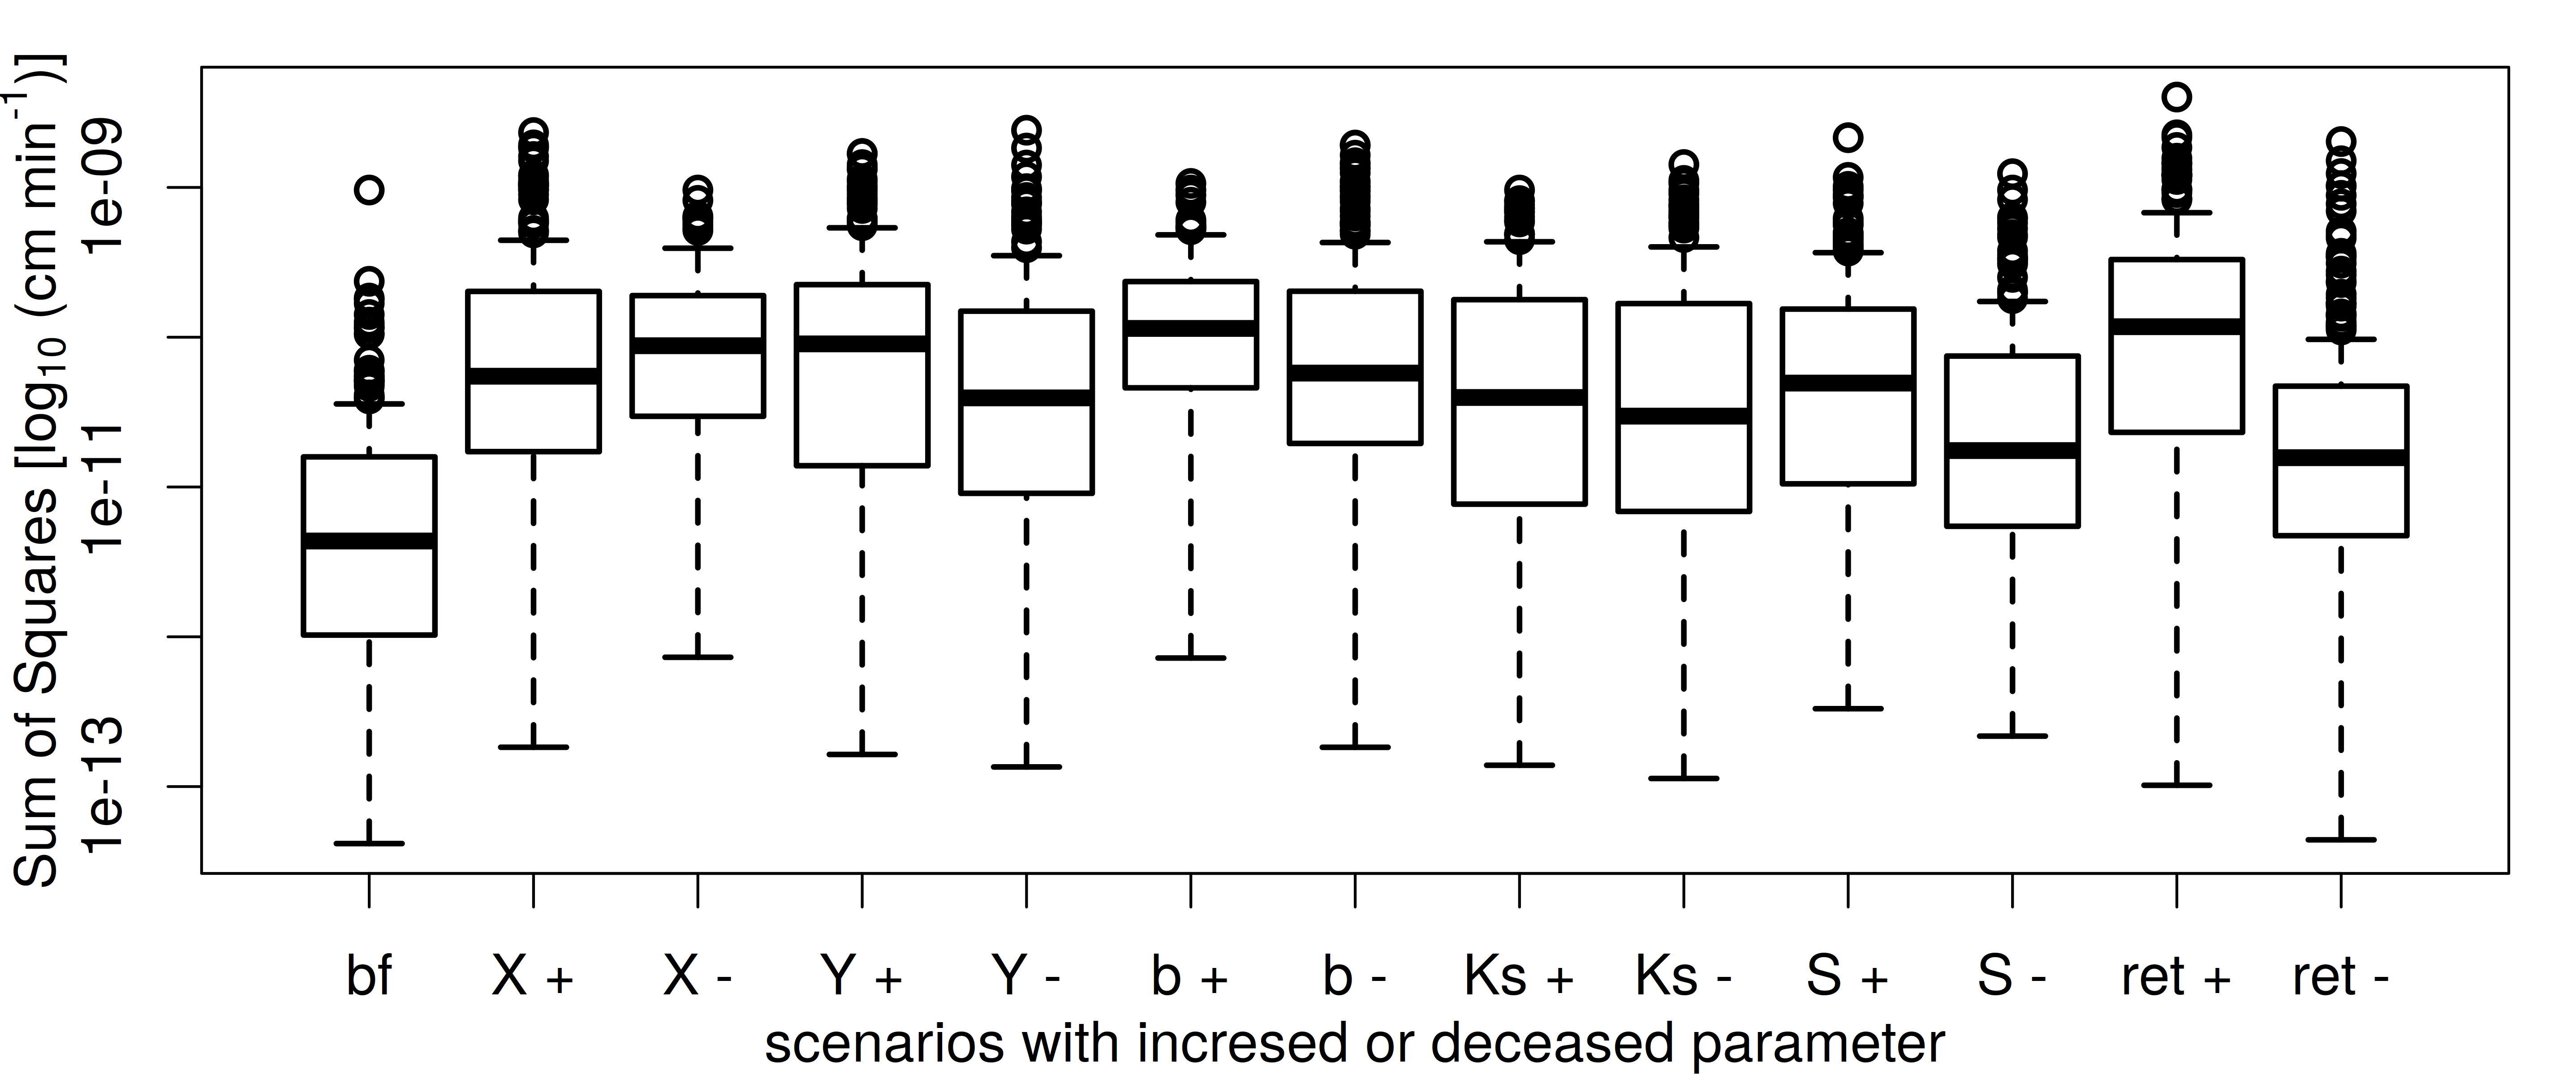 Sum of Squares [log10 (cm min-1)]
1e-09
1e-11
1e-13
bf X + X - Y + Y - b + b - Ks + Ks - S + S - ret + ret -
scenarios with incresed or deceased parameter